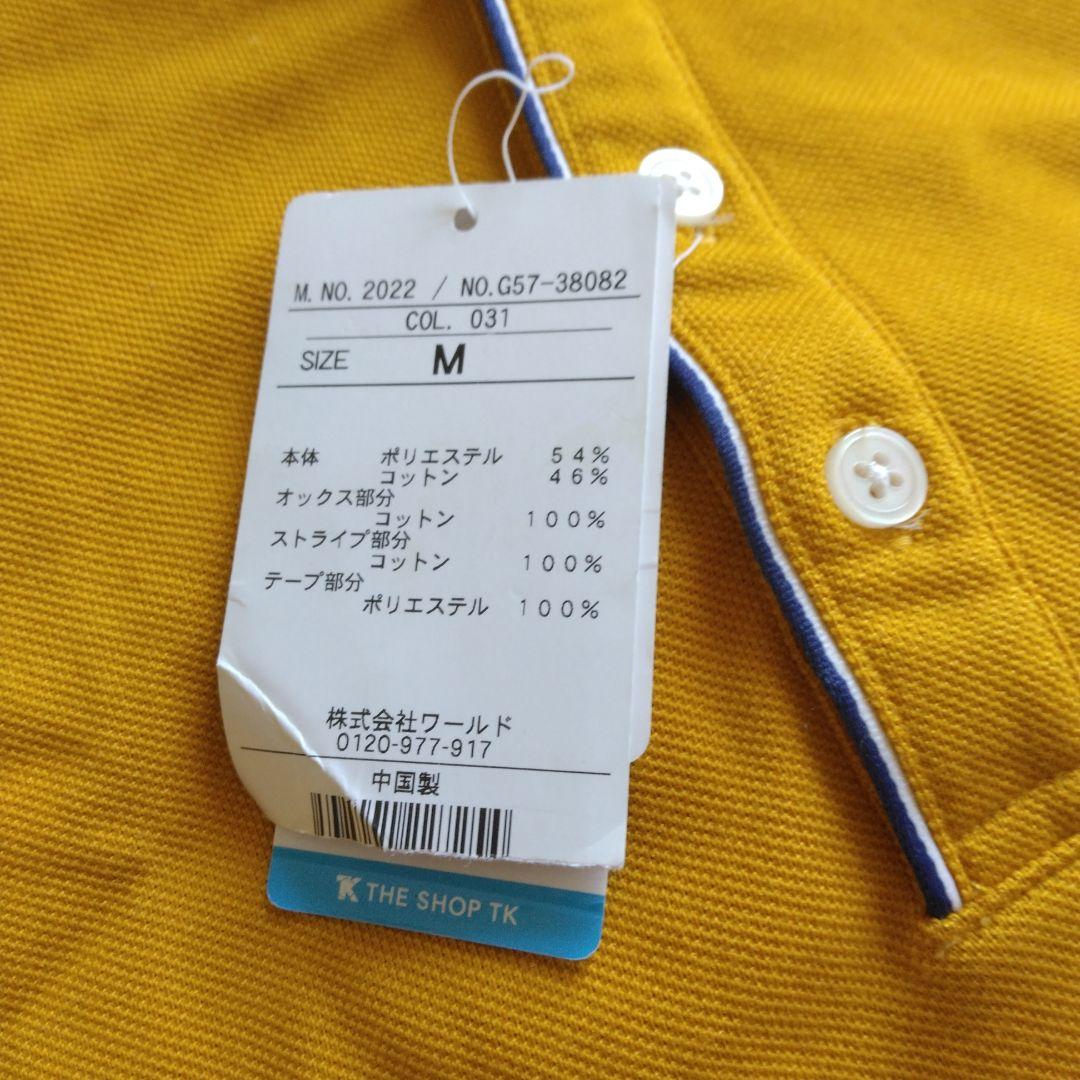 M. NO. 2022 / NO.G57-38082
COL. 031
SIZE M
本体 ポリエステル 54%
コットン 46%
オックス部分
コットン 100%
ストライプ部分
コットン 100%
テープ部分
ポリエステル 100%
株式会社ワールド
0120-977-917
中国製
TK THE SHOP TK